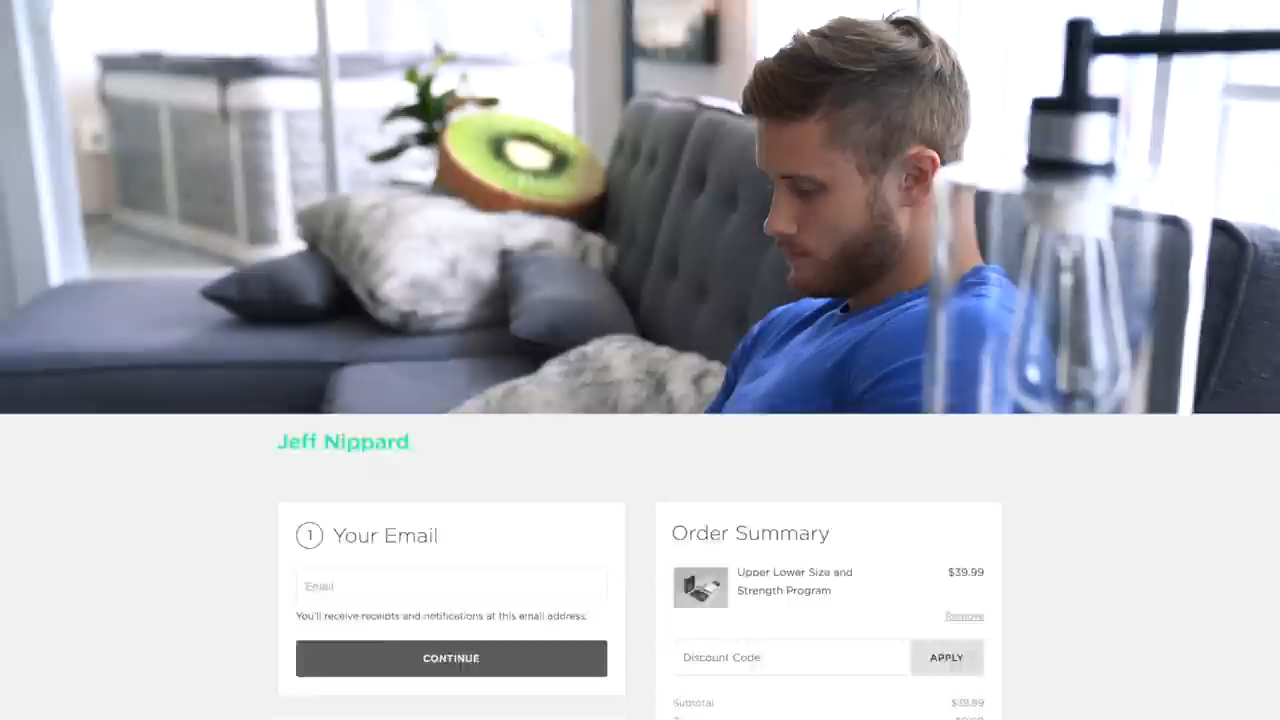 Jeff Nippard
1 Your Email
Email
You'll receive receipts and notifications at this email address.
CONTINUE
Order Summary
Upper Lower Size and $39.99
Strength Program
Remove
Discount Code APPLY
Subtotal $39.99